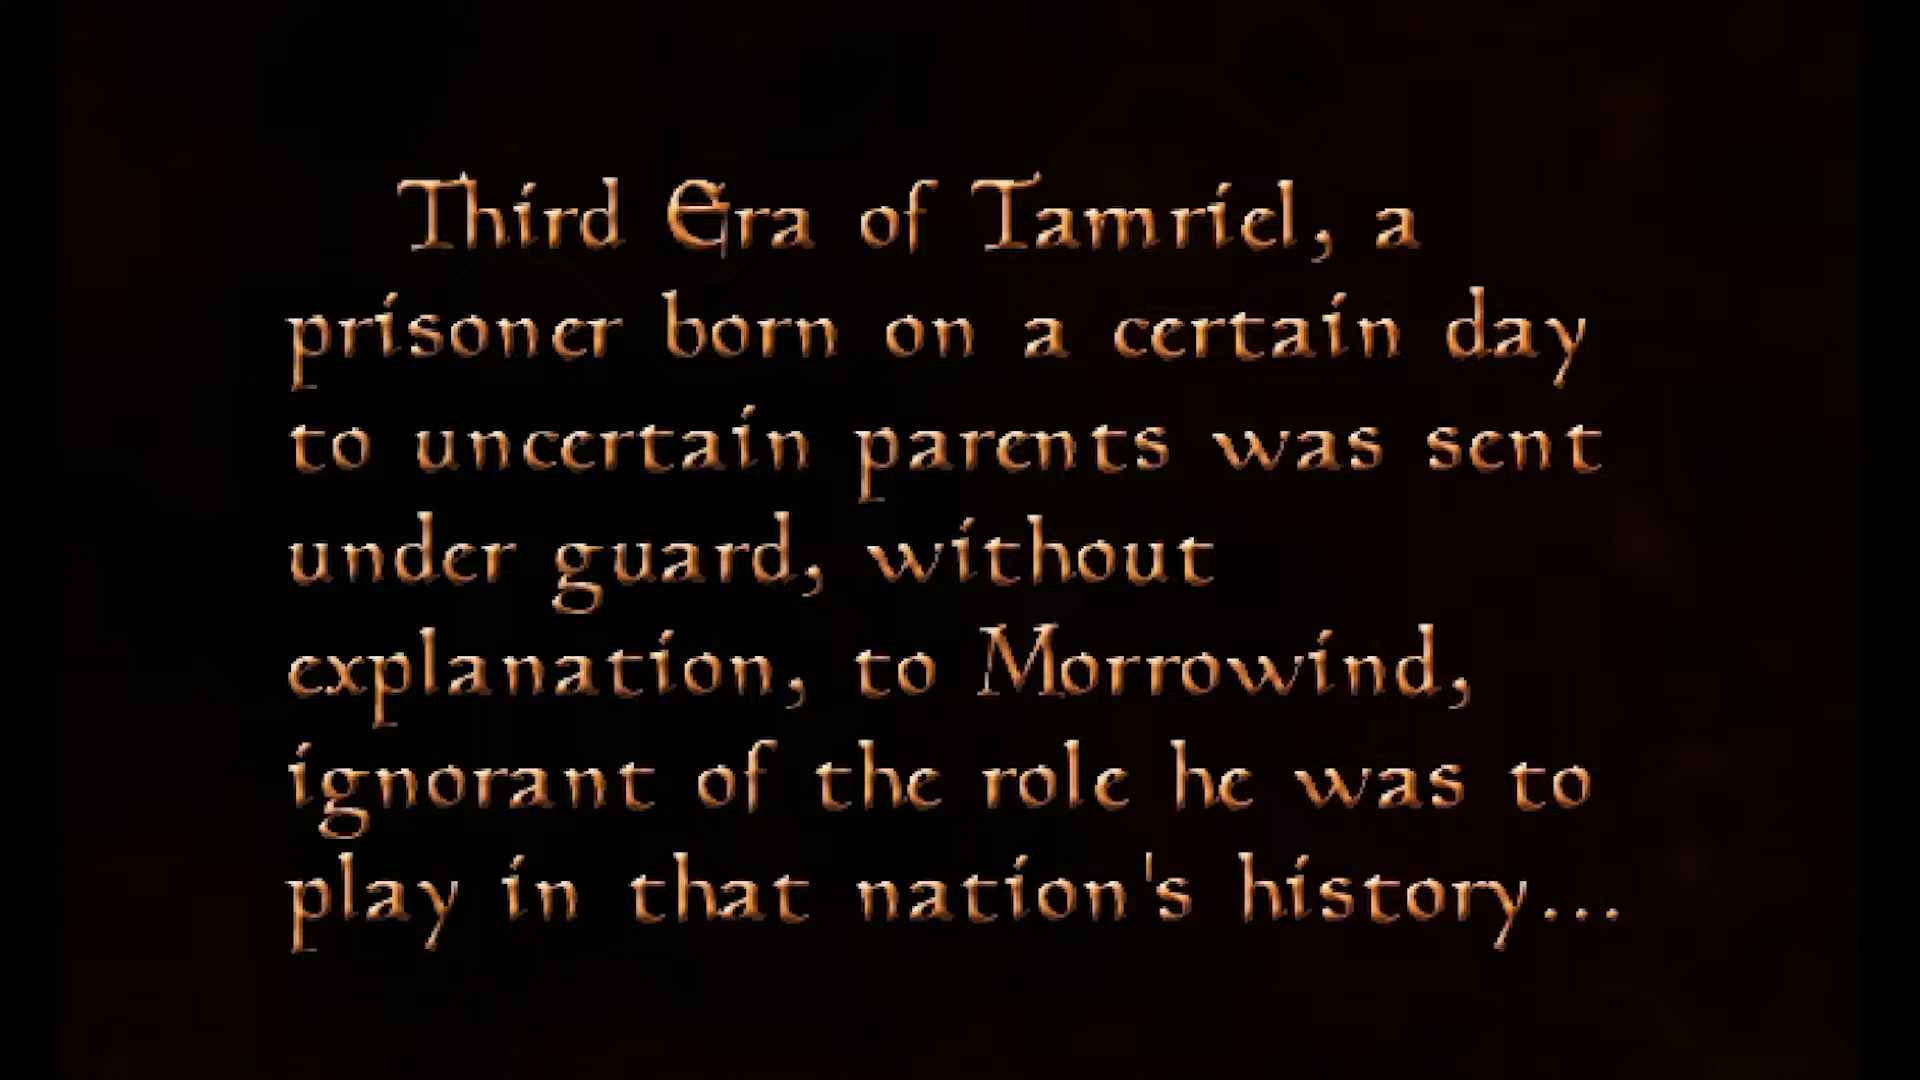 Third Era of Tamriel, a
prisoner born on a certain day
to uncertain parents was sent
under guard, without
explanation, to Morrowind,
ignorant of the role he was to
play in that nation's history...